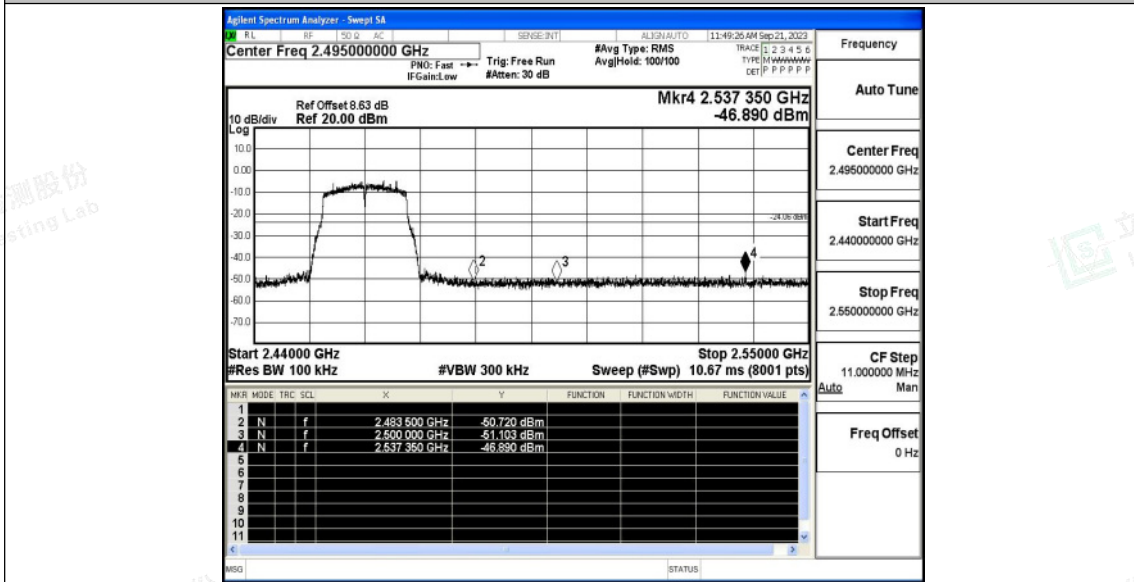 Agilent Spectrum Analyzer - Swept SA
RL RF 50 Ω AC SENSE:INT ALIGNAUTO 11:49:26 AM Sep 21, 2023
Center Freq 2.495000000 GHz
PNO: Fast
IFGain:Low
Trig: Free Run
#Atten: 30 dB
#Avg Type: RMS
Avg|Hold: 100/100
TRACE 1 2 3 4 5 6
TYPE M
DET P P P P P P
Frequency
Auto Tune
Center Freq
2.495000000 GHz
Start Freq
2.440000000 GHz
Stop Freq
2.550000000 GHz
CF Step
11.000000 MHz
Auto Man
Freq Offset
0 Hz
Mkr4 2.537 350 GHz
-46.890 dBm
Ref Offset 8.63 dB
10 dB/div Ref 20.00 dBm
Log
10.0
0.00
-10.0
-20.0
-24.06 dBm
-30.0
-40.0
2 3 4
-50.0
-60.0
-70.0
Start 2.44000 GHz Stop 2.55000 GHz
#Res BW 100 kHz #VBW 300 kHz Sweep (#Swp) 10.67 ms (8001 pts)
MKR MODE TRC SCL X Y FUNCTION FUNCTION WIDTH FUNCTION VALUE
1
2 N f 2.483 500 GHz -50.720 dBm
3 N f 2.500 000 GHz -51.103 dBm
4 N f 2.537 350 GHz -46.890 dBm
5
6
7
8
9
10
11
MSG STATUS
测股份
sting Lab
立